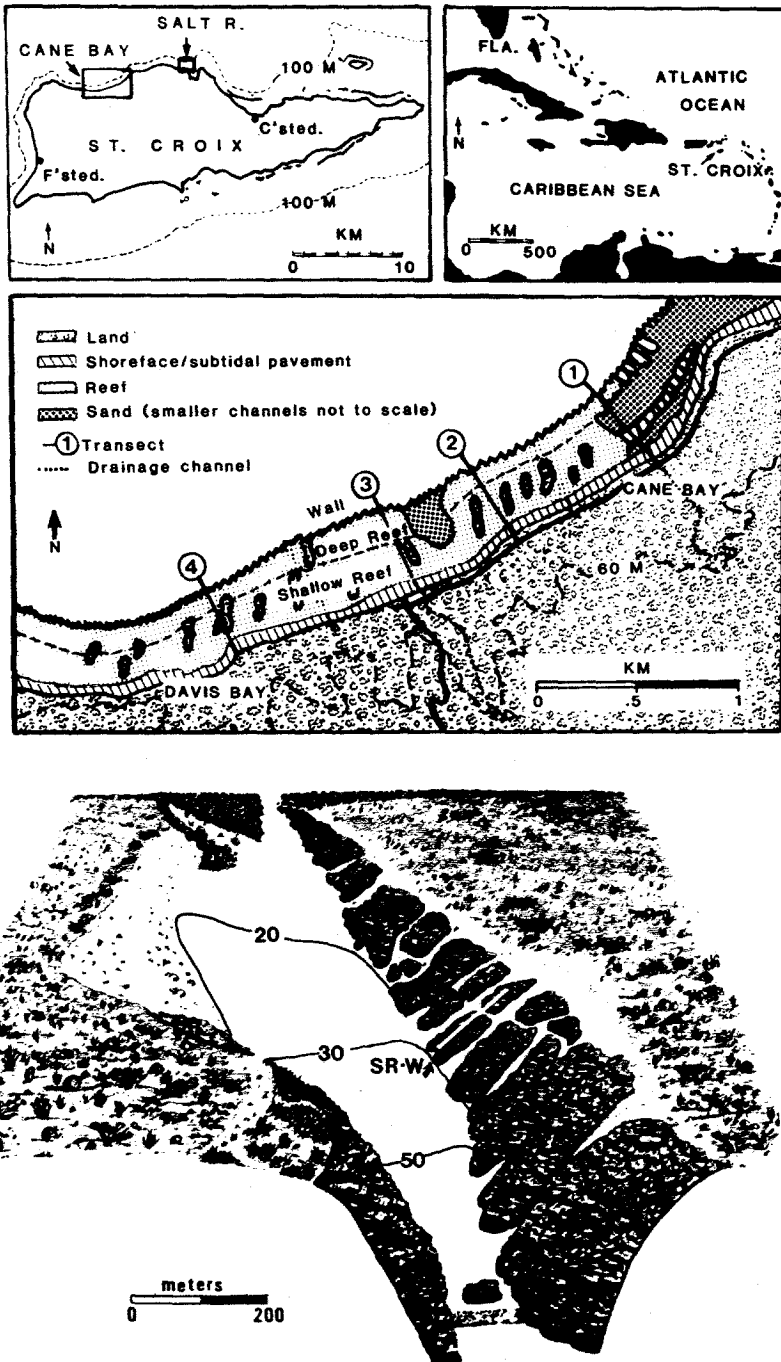 SALT R.
CANE BAY
100 M
ST. CROIX
C'sted.
F'sted.
100 M
N
KM
0 10
FLA.
ATLANTIC
OCEAN
N
ST. CROIX
CARIBBEAN SEA
KM
0 500
Land
Shoreface/subtidal pavement
Reef
Sand (smaller channels not to scale)
1 Transect
Drainage channel
N
1
2
3
4
Wall
Deep Reef
Shallow Reef
CANE BAY
60 M
DAVIS BAY
KM
0 .5 1
20
30
SR-W
50
meters
0 200